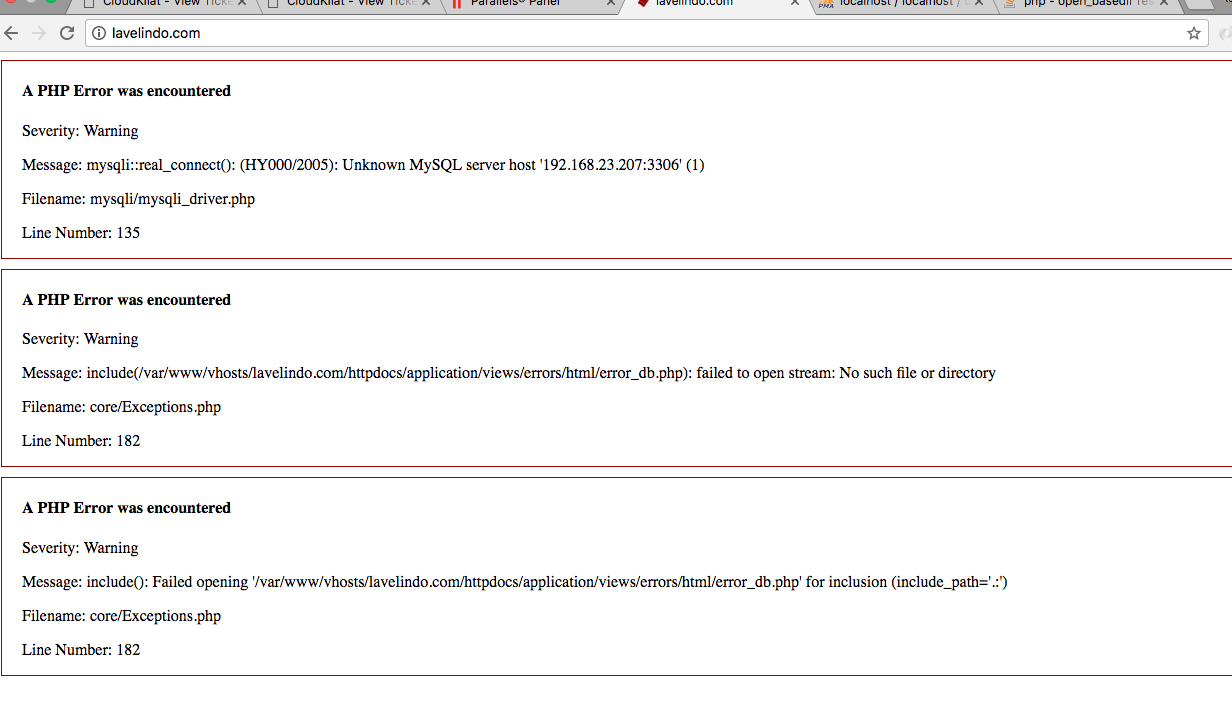 CloudKilat - View Ticke
CloudKilat - View Ticke
Parallels® Panel
lavelindo.com
localhost / localhost /
php - open_basedir res
lavelindo.com
A PHP Error was encountered
Severity: Warning
Message: mysqli::real_connect(): (HY000/2005): Unknown MySQL server host '192.168.23.207:3306' (1)
Filename: mysqli/mysqli_driver.php
Line Number: 135
A PHP Error was encountered
Severity: Warning
Message: include(/var/www/vhosts/lavelindo.com/httpdocs/application/views/errors/html/error_db.php): failed to open stream: No such file or directory
Filename: core/Exceptions.php
Line Number: 182
A PHP Error was encountered
Severity: Warning
Message: include(): Failed opening '/var/www/vhosts/lavelindo.com/httpdocs/application/views/errors/html/error_db.php' for inclusion (include_path='.:')
Filename: core/Exceptions.php
Line Number: 182